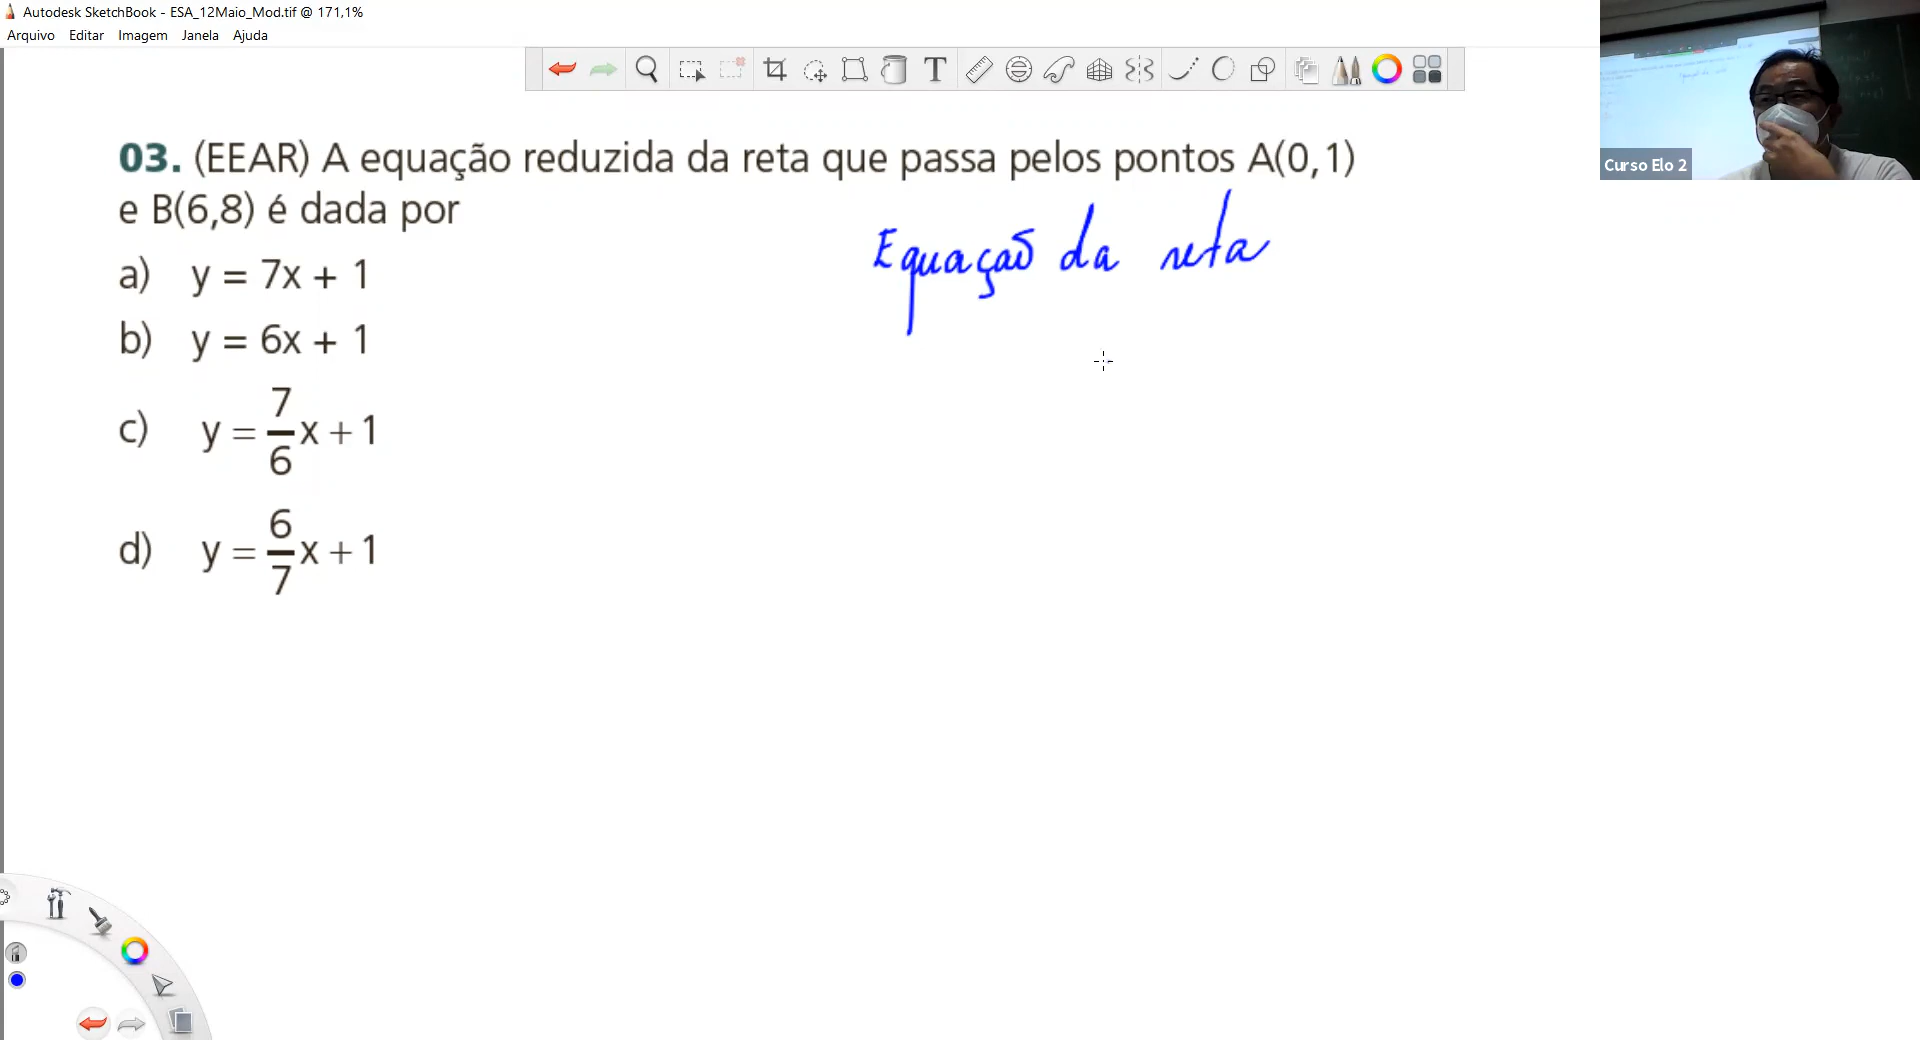 Autodesk SketchBook - ESA_12Maio_Mod.tif @ 171,1%
Arquivo Editar Imagem Janela Ajuda
T
Curso Elo 2
03. (EEAR) A equação reduzida da reta que passa pelos pontos A(0,1)
e B(6,8) é dada por
Equação da reta
a) y = 7x + 1
b) y = 6x + 1
c) y = 7/6 x + 1
d) y = 6/7 x + 1